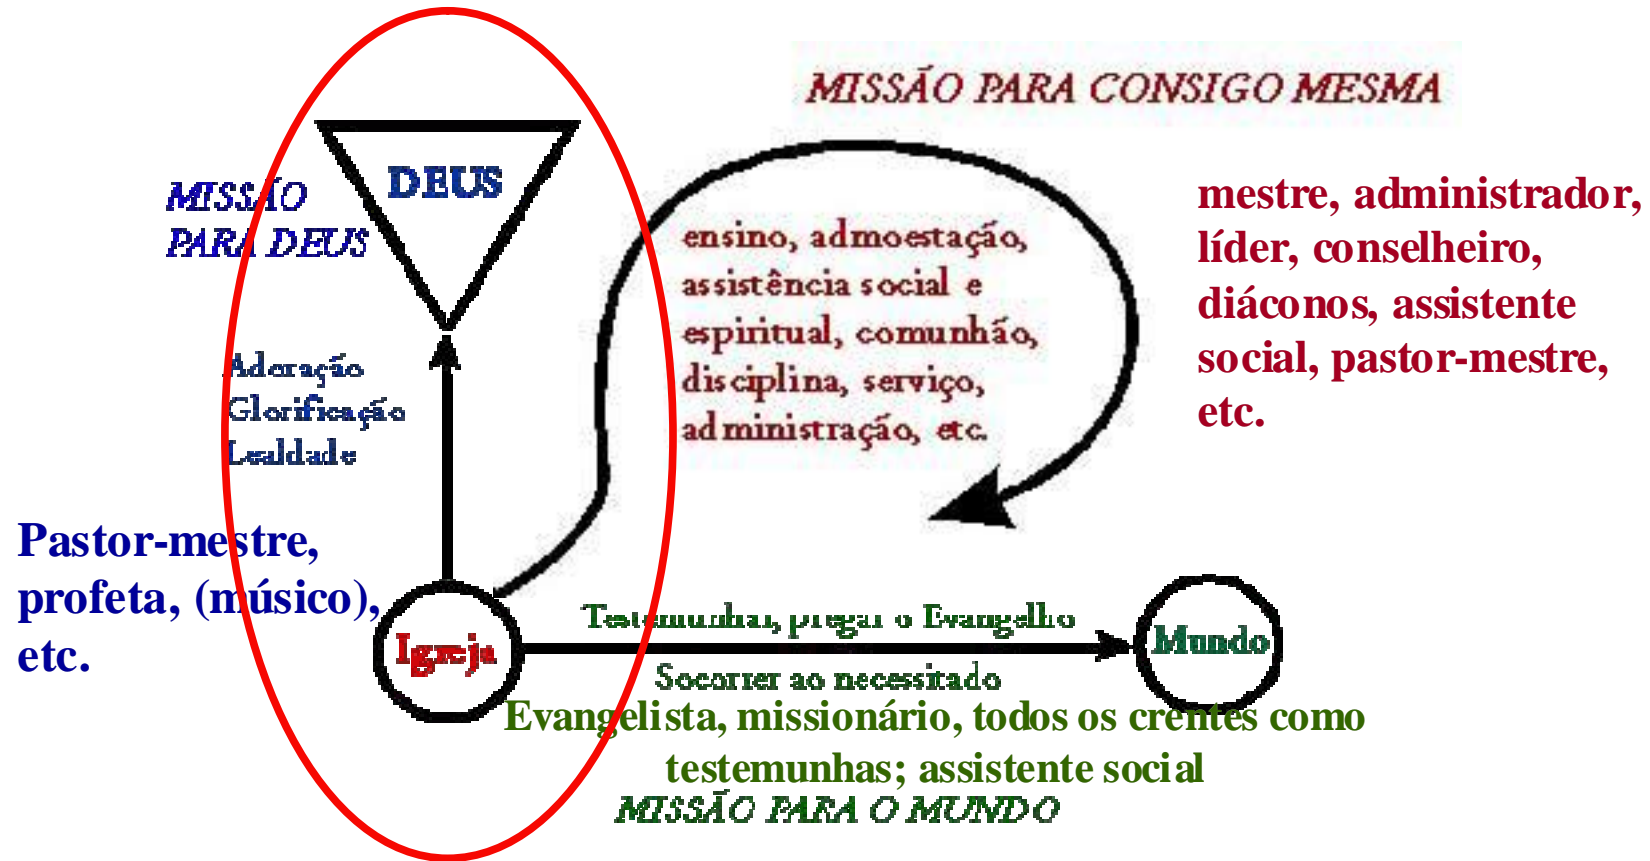 MISSÃO PARA CONSIGO MESMA
DEUS
MISSÃO
PARA DEUS
ensino, admoestação,
assistência social e
espiritual, comunhão,
disciplina, serviço,
administração, etc.
mestre, administrador,
líder, conselheiro,
diáconos, assistente
social, pastor-mestre,
etc.
Adoração
Glorificação
Lealdade
Pastor-mestre,
profeta, (músico),
etc.
Igreja
Testemunhar, pregar o Evangelho
Mundo
Socorrer ao necessitado
Evangelista, missionário, todos os crentes como
testemunhas; assistente social
MISSÃO PARA O MUNDO